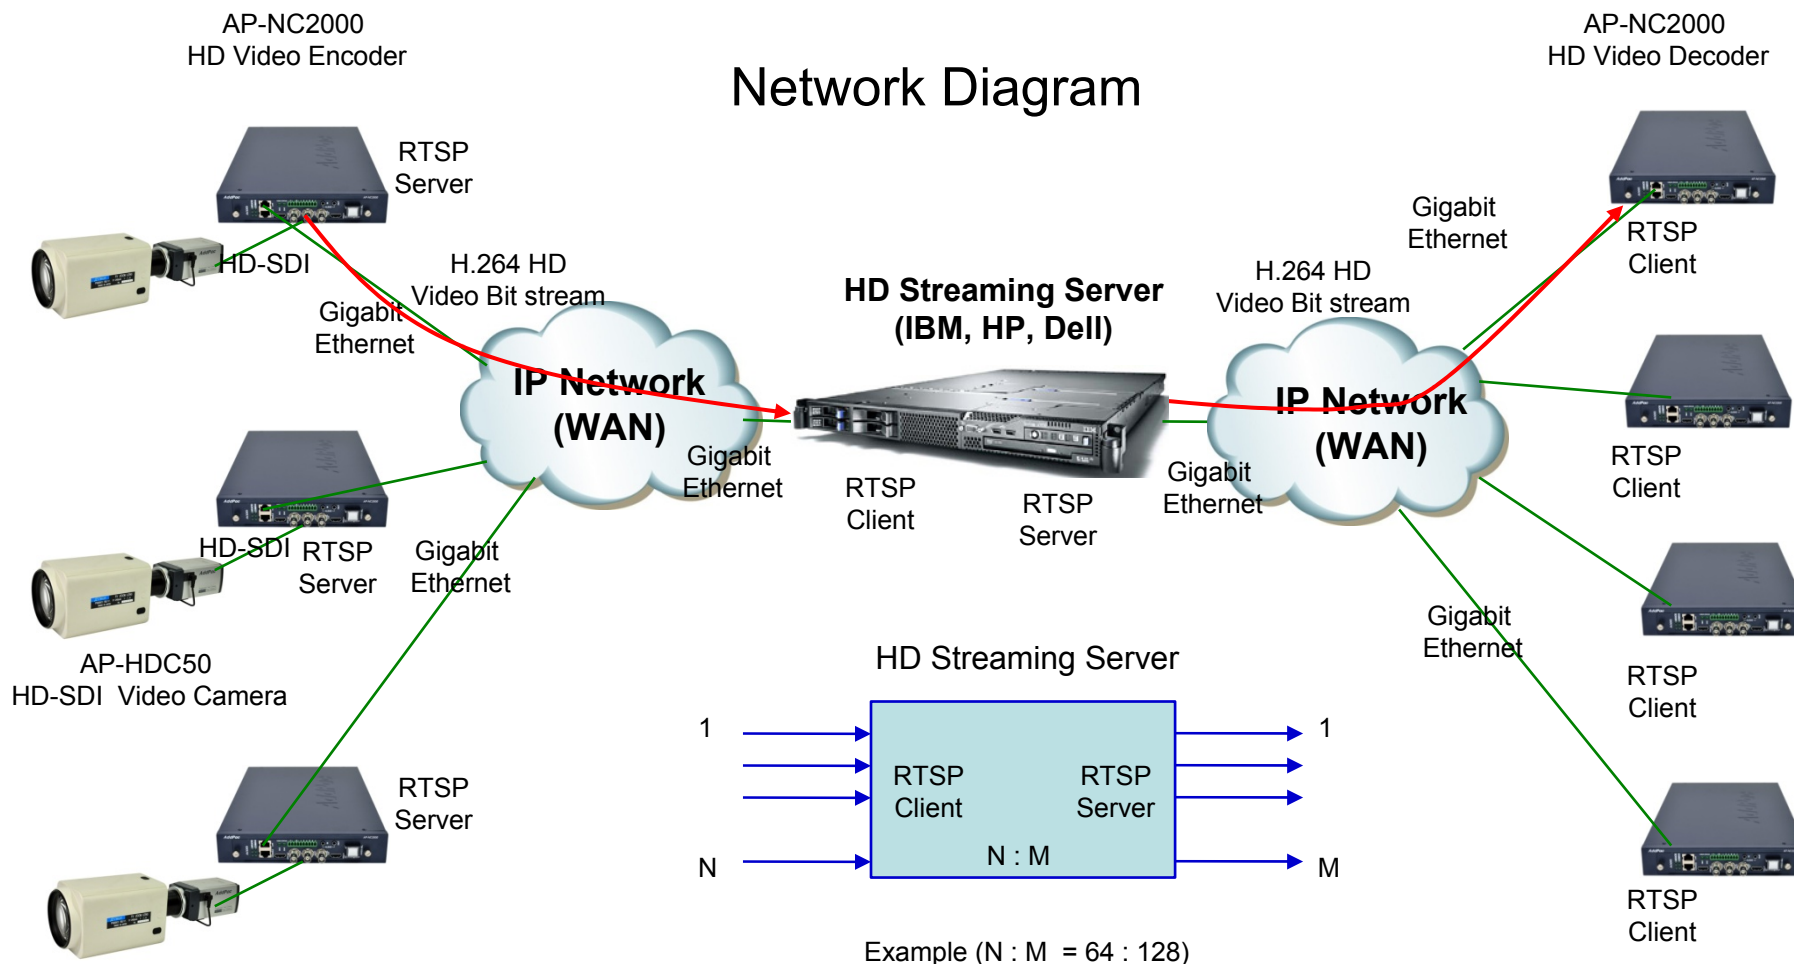 AP-NC2000
HD Video Encoder
Network Diagram
AP-NC2000
HD Video Decoder
RTSP
Server
HD-SDI
Gigabit
Ethernet
H.264 HD
Video Bit stream
IP Network
(WAN)
HD Streaming Server
(IBM, HP, Dell)
H.264 HD
Video Bit stream
Gigabit
Ethernet
RTSP
Client
IP Network
(WAN)
Gigabit
Ethernet
RTSP
Client
RTSP
Server
Gigabit
Ethernet
RTSP
Client
HD-SDI
RTSP
Server
Gigabit
Ethernet
AP-HDC50
HD-SDI  Video Camera
Gigabit
Ethernet
RTSP
Client
HD Streaming Server
1
RTSP
Client
RTSP
Server
1
N
N : M
M
RTSP
Server
RTSP
Client
Example (N : M  = 64 : 128)